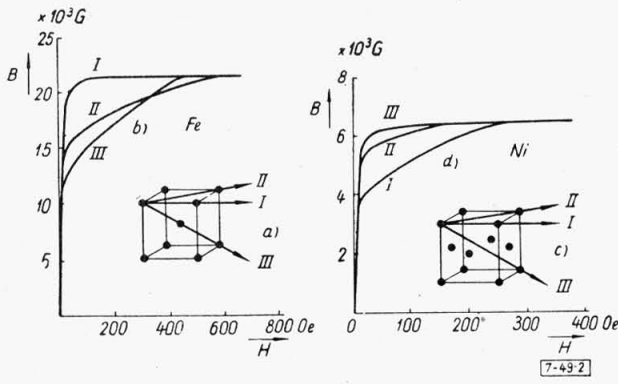 × 10³G
25
B
20
15
10
5
I
II
III
b)
Fe
II
I
a)
III
200
400
600
800 Oe
H
× 10³G
8
B
6
4
2
0
III
II
I
d)
Ni
II
I
c)
III
100
200
300
400 Oe
H
7-49-2